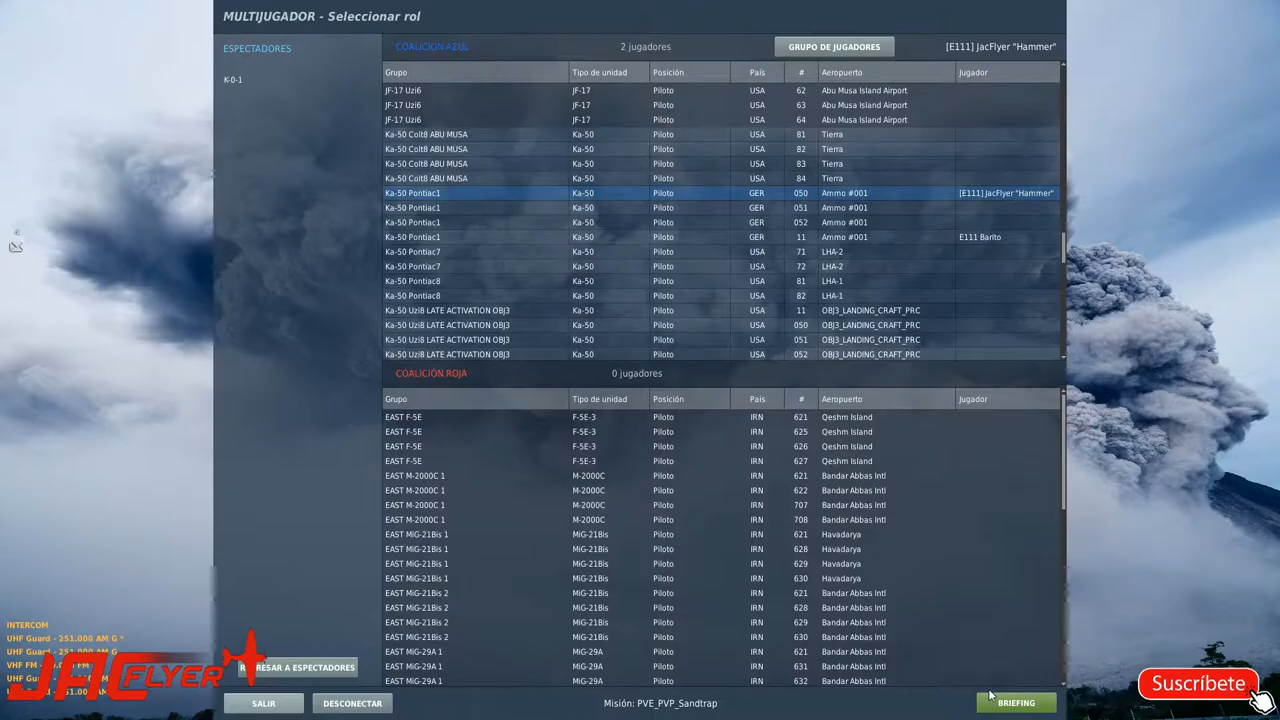 MULTIJUGADOR - Seleccionar rol
ESPECTADORES
K-0-1
COALICIÓN AZUL 2 jugadores GRUPO DE JUGADORES [E111] JacFlyer "Hammer"
Grupo Tipo de unidad Posición País # Aeropuerto Jugador
JF-17 Uzi6 JF-17 Piloto USA 62 Abu Musa Island Airport
JF-17 Uzi6 JF-17 Piloto USA 63 Abu Musa Island Airport
JF-17 Uzi6 JF-17 Piloto USA 64 Abu Musa Island Airport
Ka-50 Colt8 ABU MUSA Ka-50 Piloto USA 81 Tierra
Ka-50 Colt8 ABU MUSA Ka-50 Piloto USA 82 Tierra
Ka-50 Colt8 ABU MUSA Ka-50 Piloto USA 83 Tierra
Ka-50 Colt8 ABU MUSA Ka-50 Piloto USA 84 Tierra
Ka-50 Pontiac1 Ka-50 Piloto GER 050 Ammo #001 [E111] JacFlyer "Hammer"
Ka-50 Pontiac1 Ka-50 Piloto GER 051 Ammo #001
Ka-50 Pontiac1 Ka-50 Piloto GER 052 Ammo #001
Ka-50 Pontiac1 Ka-50 Piloto GER 11 Ammo #001 E111 Barito
Ka-50 Pontiac7 Ka-50 Piloto USA 71 LHA-2
Ka-50 Pontiac7 Ka-50 Piloto USA 72 LHA-2
Ka-50 Pontiac8 Ka-50 Piloto USA 81 LHA-1
Ka-50 Pontiac8 Ka-50 Piloto USA 82 LHA-1
Ka-50 Uzi8 LATE ACTIVATION OBJ3 Ka-50 Piloto USA 11 OBJ3_LANDING_CRAFT_PRC
Ka-50 Uzi8 LATE ACTIVATION OBJ3 Ka-50 Piloto USA 050 OBJ3_LANDING_CRAFT_PRC
Ka-50 Uzi8 LATE ACTIVATION OBJ3 Ka-50 Piloto USA 051 OBJ3_LANDING_CRAFT_PRC
Ka-50 Uzi8 LATE ACTIVATION OBJ3 Ka-50 Piloto USA 052 OBJ3_LANDING_CRAFT_PRC
COALICIÓN ROJA 0 jugadores
Grupo Tipo de unidad Posición País # Aeropuerto Jugador
EAST F-5E F-5E-3 Piloto IRN 621 Qeshm Island
EAST F-5E F-5E-3 Piloto IRN 625 Qeshm Island
EAST F-5E F-5E-3 Piloto IRN 626 Qeshm Island
EAST F-5E F-5E-3 Piloto IRN 627 Qeshm Island
EAST M-2000C 1 M-2000C Piloto IRN 621 Bandar Abbas Intl
EAST M-2000C 1 M-2000C Piloto IRN 622 Bandar Abbas Intl
EAST M-2000C 1 M-2000C Piloto IRN 707 Bandar Abbas Intl
EAST M-2000C 1 M-2000C Piloto IRN 708 Bandar Abbas Intl
EAST MiG-21Bis 1 MiG-21Bis Piloto IRN 621 Havadarya
EAST MiG-21Bis 1 MiG-21Bis Piloto IRN 628 Havadarya
EAST MiG-21Bis 1 MiG-21Bis Piloto IRN 629 Havadarya
EAST MiG-21Bis 1 MiG-21Bis Piloto IRN 630 Havadarya
EAST MiG-21Bis 2 MiG-21Bis Piloto IRN 621 Bandar Abbas Intl
EAST MiG-21Bis 2 MiG-21Bis Piloto IRN 628 Bandar Abbas Intl
EAST MiG-21Bis 2 MiG-21Bis Piloto IRN 629 Bandar Abbas Intl
EAST MiG-21Bis 2 MiG-21Bis Piloto IRN 630 Bandar Abbas Intl
EAST MiG-29A 1 MiG-29A Piloto IRN 621 Bandar Abbas Intl
EAST MiG-29A 1 MiG-29A Piloto IRN 631 Bandar Abbas Intl
EAST MiG-29A 1 MiG-29A Piloto IRN 632 Bandar Abbas Intl
INTERCOM
UHF Guard - 251.000 AM G *
UHF Guard - 251.000 AM G
VHF FM
JACFLYER
A ESPECTADORES
SALIR DESCONECTAR Misión: PVE_PVP_Sandtrap BRIEFING
Suscríbete